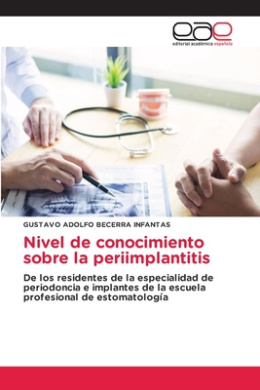 eae
editorial académica española
GUSTAVO ADOLFO BECERRA INFANTAS
Nivel de conocimiento
sobre la periimplantitis
De los residentes de la especialidad de
periodoncia e implantes de la escuela
profesional de estomatología